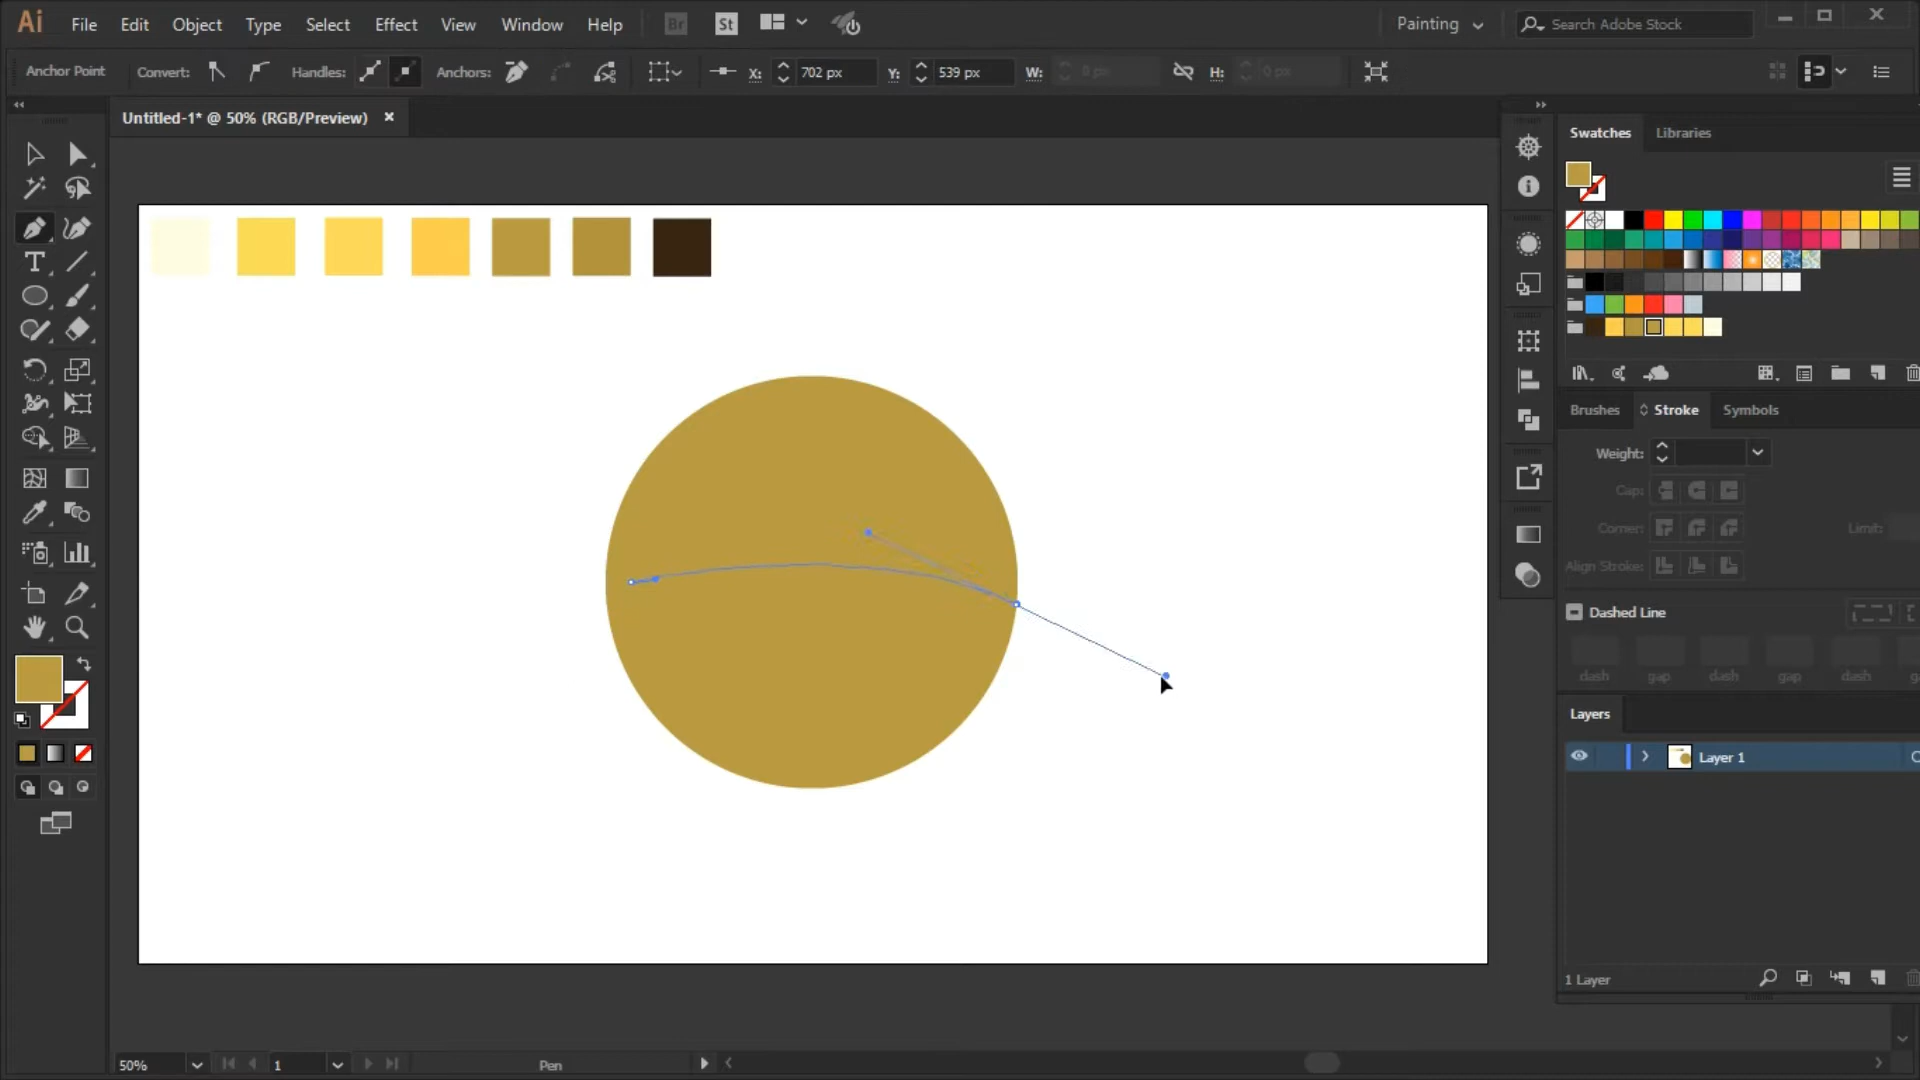 Ai File Edit Object Type Select Effect View Window Help Br St Painting Search Adobe Stock
Anchor Point Convert: Handles: Anchors: X: 702 px Y: 539 px W: 0 px H: 0 px
Untitled-1* @ 50% (RGB/Preview)
Swatches Libraries
Brushes Stroke Symbols
Weight:
Cap:
Corner: Limit:
Align Stroke:
Dashed Line
dash gap dash gap dash
Layers
Layer 1
1 Layer
50% 1 Pen